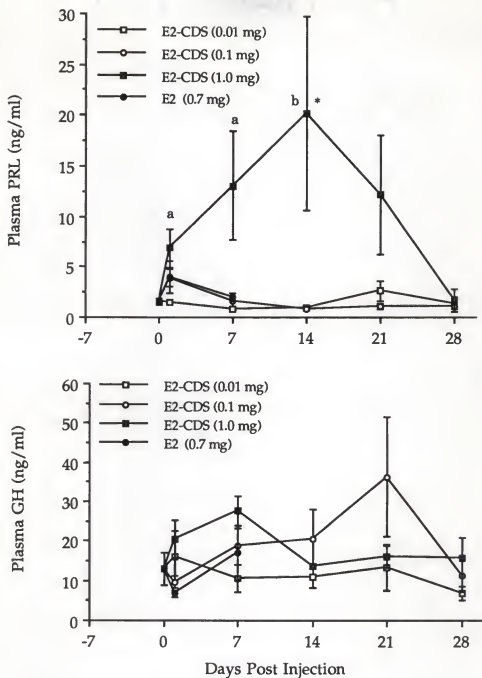 E2-CDS (0.01 mg)
E2-CDS (0.1 mg)
E2-CDS (1.0 mg)
E2 (0.7 mg)
Plasma PRL (ng/ml)
30
25
20
15
10
5
0
a
a
b *
-7 0 7 14 21 28
E2-CDS (0.01 mg)
E2-CDS (0.1 mg)
E2-CDS (1.0 mg)
E2 (0.7 mg)
Plasma GH (ng/ml)
60
50
40
30
20
10
0
-7 0 7 14 21 28
Days Post Injection